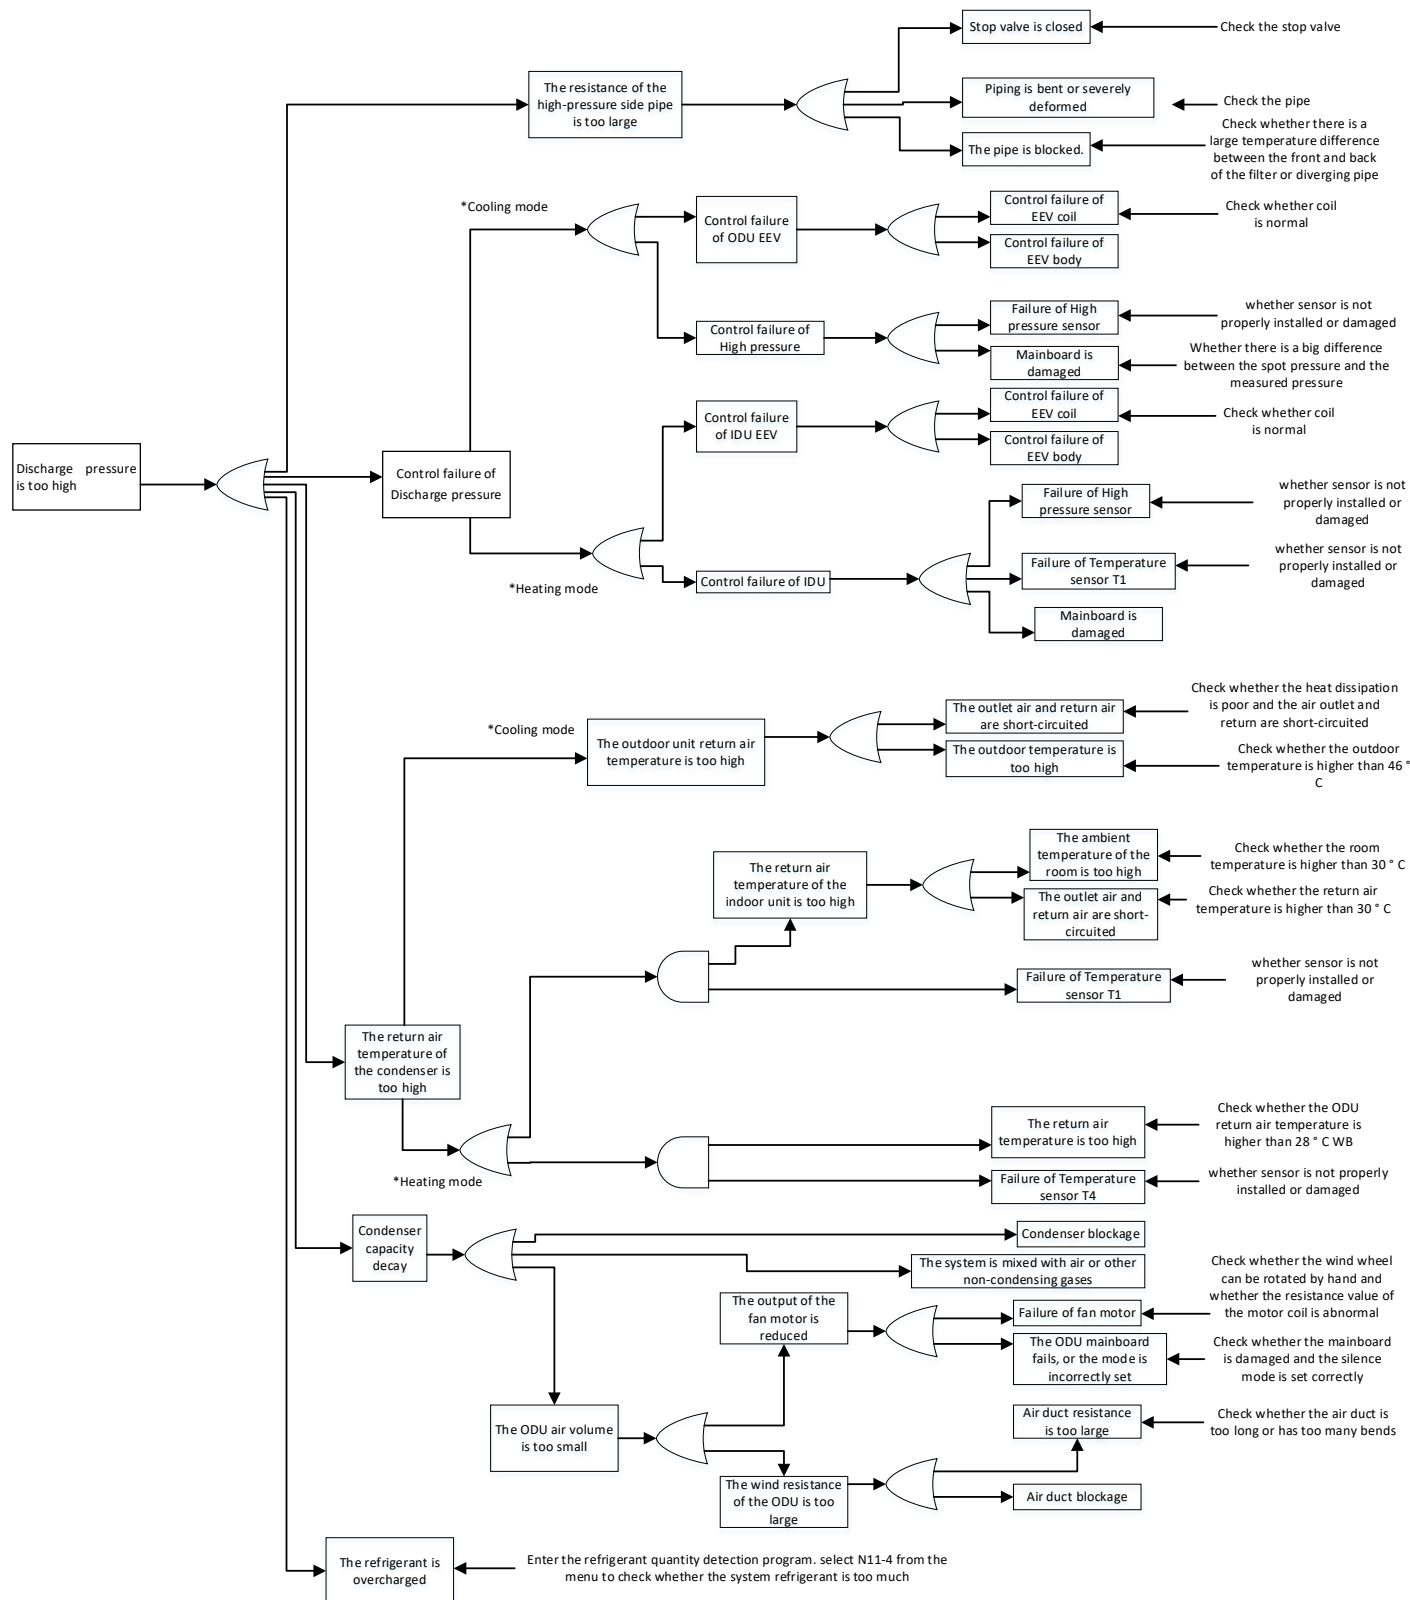 Stop valve is closed
Check the stop valve
The resistance of the
high-pressure side pipe
is too large
Piping is bent or severely
deformed
Check the pipe
The pipe is blocked.
Check whether there is a
large temperature difference
between the front and back
of the filter or diverging pipe
*Cooling mode
Control failure
of ODU EEV
Control failure of
EEV coil
Check whether coil
is normal
Control failure of
EEV body
Control failure of
High pressure
Failure of High
pressure sensor
whether sensor is not
properly installed or damaged
Mainboard is
damaged
Whether there is a big difference
between the spot pressure and the
measured pressure
Control failure
of IDU EEV
Control failure of
EEV coil
Check whether coil
is normal
Control failure of
EEV body
Discharge pressure
is too high
Control failure of
Discharge pressure
*Heating mode
Control failure of IDU
Failure of High
pressure sensor
whether sensor is not
properly installed or
damaged
Failure of Temperature
sensor T1
whether sensor is not
properly installed or
damaged
Mainboard is
damaged
*Cooling mode
The outdoor unit return air
temperature is too high
The outlet air and return air
are short-circuited
Check whether the heat dissipation
is poor and the air outlet and
return are short-circuited
The outdoor temperature is
too high
Check whether the outdoor
temperature is higher than 46 °
C
The return air
temperature of the
indoor unit is too high
The ambient
temperature of the
room is too high
Check whether the room
temperature is higher than 30 ° C
The outlet air and
return air are short-
circuited
Check whether the return air
temperature is higher than 30 ° C
Failure of Temperature
sensor T1
whether sensor is not
properly installed or
damaged
The return air
temperature of
the condenser is
too high
*Heating mode
The return air
temperature is too high
Check whether the ODU
return air temperature is
higher than 28 ° C WB
Failure of Temperature
sensor T4
whether sensor is not properly
installed or damaged
Condenser
capacity
decay
Condenser blockage
The system is mixed with air or other
non-condensing gases
The output of the
fan motor is
reduced
Failure of fan motor
Check whether the wind wheel
can be rotated by hand and
whether the resistance value of
the motor coil is abnormal
The ODU mainboard
fails, or the mode is
incorrectly set
Check whether the mainboard
is damaged and the silence
mode is set correctly
The ODU air volume
is too small
Air duct resistance
is too large
Check whether the air duct is
too long or has too many bends
The wind resistance
of the ODU is too
large
Air duct blockage
The refrigerant is
overcharged
Enter the refrigerant quantity detection program. select N11-4 from the
menu to check whether the system refrigerant is too much